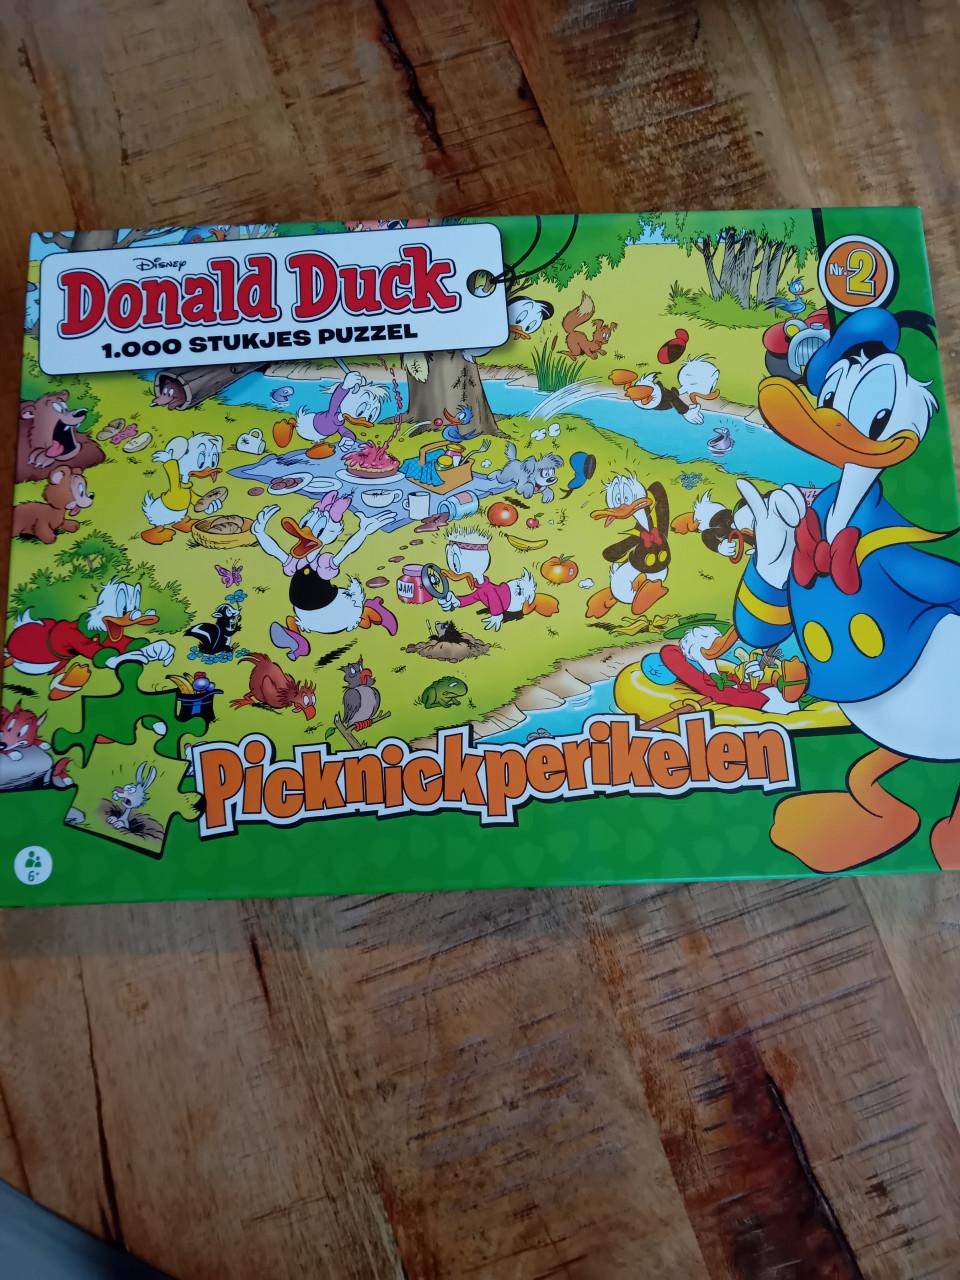 Disney
Donald Duck
1.000 STUKJES PUZZEL
Nr. 2
JAM
Picknickperikelen
6+